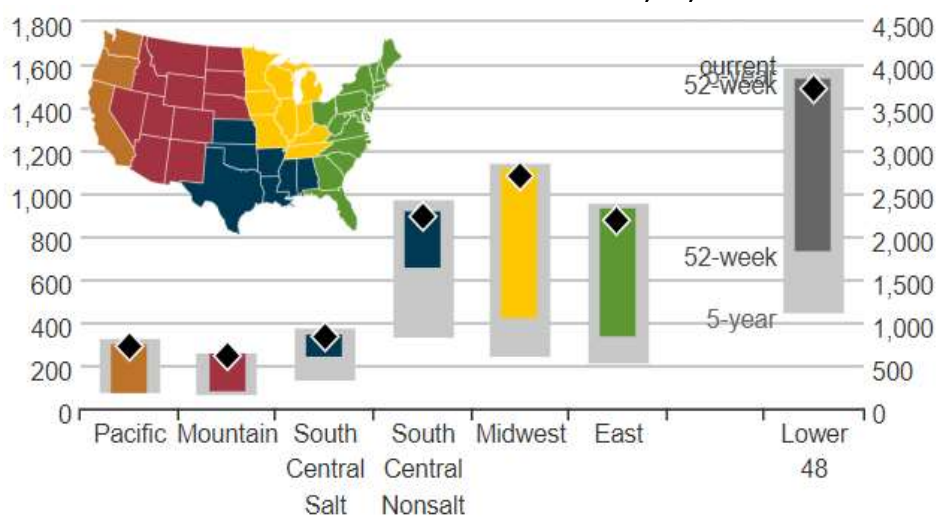 1,800
1,600
1,400
1,200
1,000
800
600
400
200
0
4,500
4,000
3,500
3,000
2,500
2,000
1,500
1,000
500
0
current
5-year
52-week
52-week
5-year
Pacific
Mountain
South
Central
Salt
South
Central
Nonsalt
Midwest
East
Lower
48